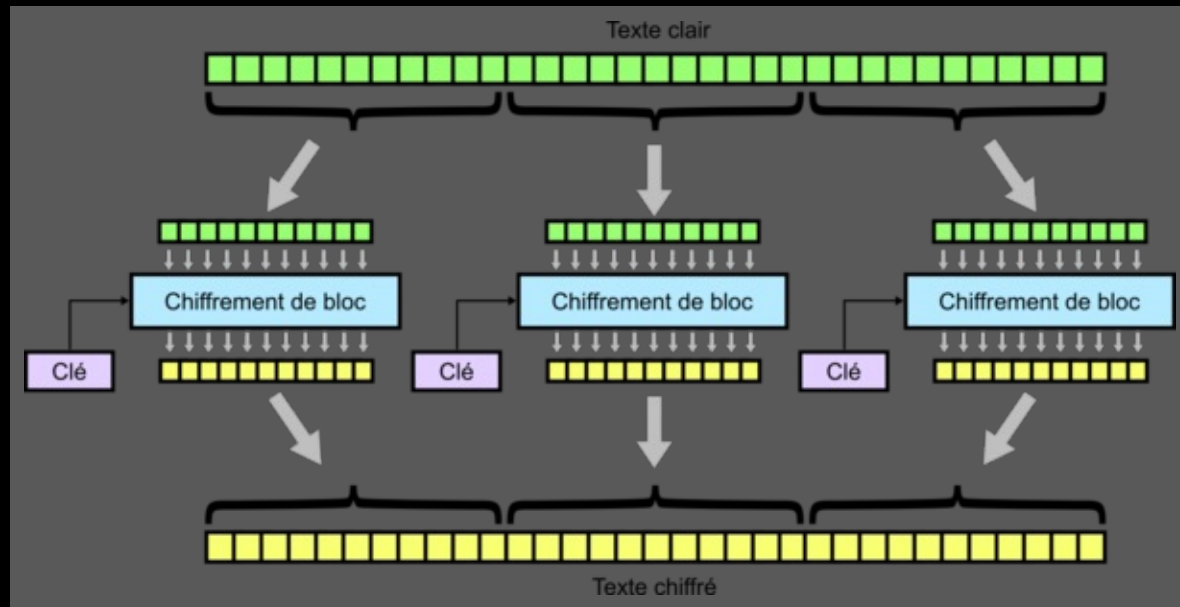 Texte clair
Chiffrement de bloc
Chiffrement de bloc
Chiffrement de bloc
Clé
Clé
Clé
Texte chiffré